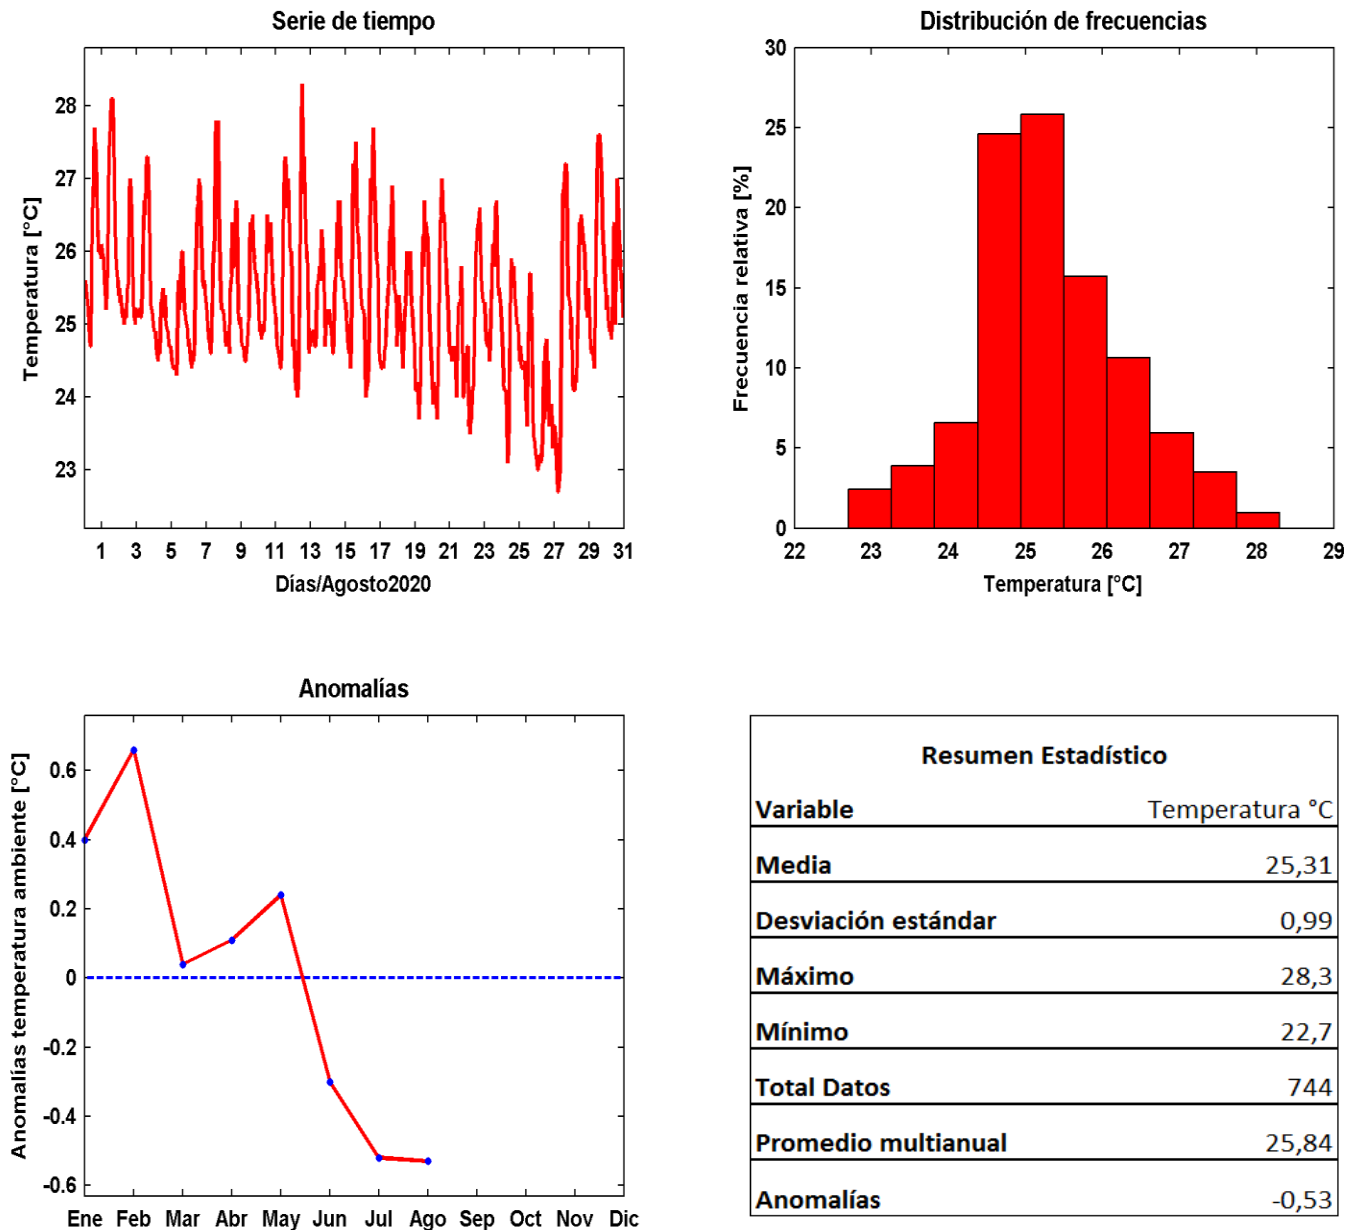 Serie de tiempo
Temperatura [°C]
28
27
26
25
24
23
1 3 5 7 9 11 13 15 17 19 21 23 25 27 29 31
Días/Agosto2020
Distribución de frecuencias
Frecuencia relativa [%]
30
25
20
15
10
5
0
22 23 24 25 26 27 28 29
Temperatura [°C]
Anomalías
Anomalías temperatura ambiente [°C]
0.6
0.4
0.2
0
-0.2
-0.4
-0.6
Ene Feb Mar Abr May Jun Jul Ago Sep Oct Nov Dic
Resumen Estadístico
Variable Temperatura °C
Media 25,31
Desviación estándar 0,99
Máximo 28,3
Mínimo 22,7
Total Datos 744
Promedio multianual 25,84
Anomalías -0,53